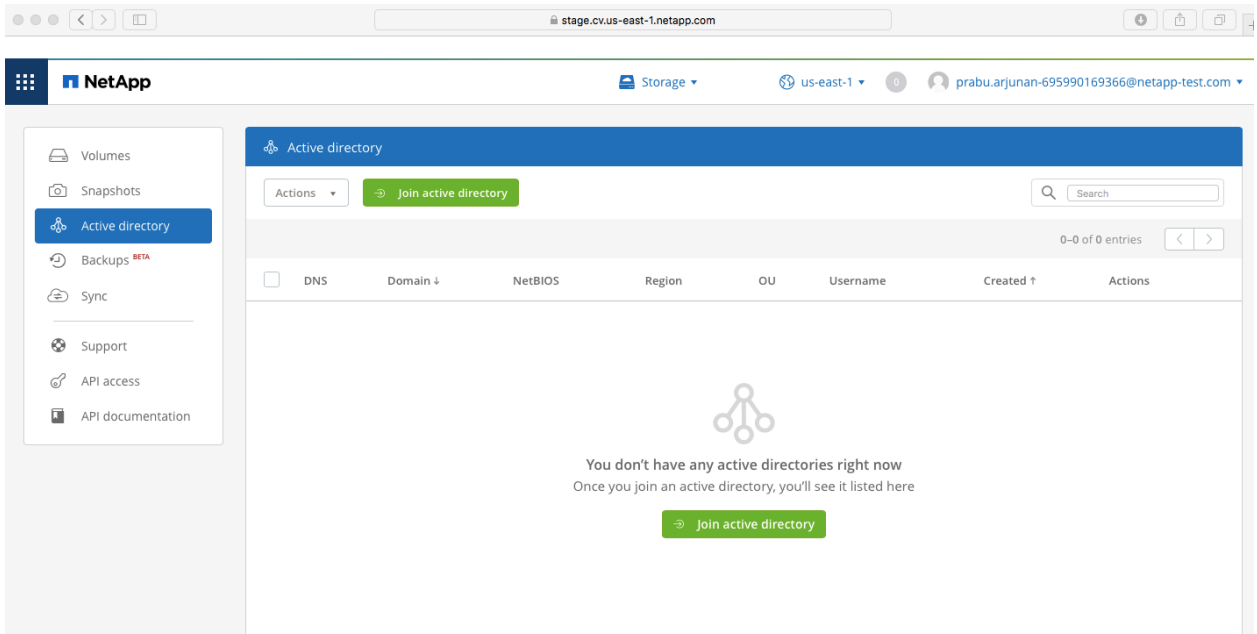 stage.cv.us-east-1.netapp.com
NetApp
Storage
us-east-1
0
prabu.arjunan-695990169366@netapp-test.com
Volumes
Snapshots
Active directory
Backups BETA
Sync
Support
API access
API documentation
Active directory
Actions
Join active directory
Search
0–0 of 0 entries
DNS Domain ↓ NetBIOS Region OU Username Created ↑ Actions
You don’t have any active directories right now
Once you join an active directory, you’ll see it listed here
Join active directory